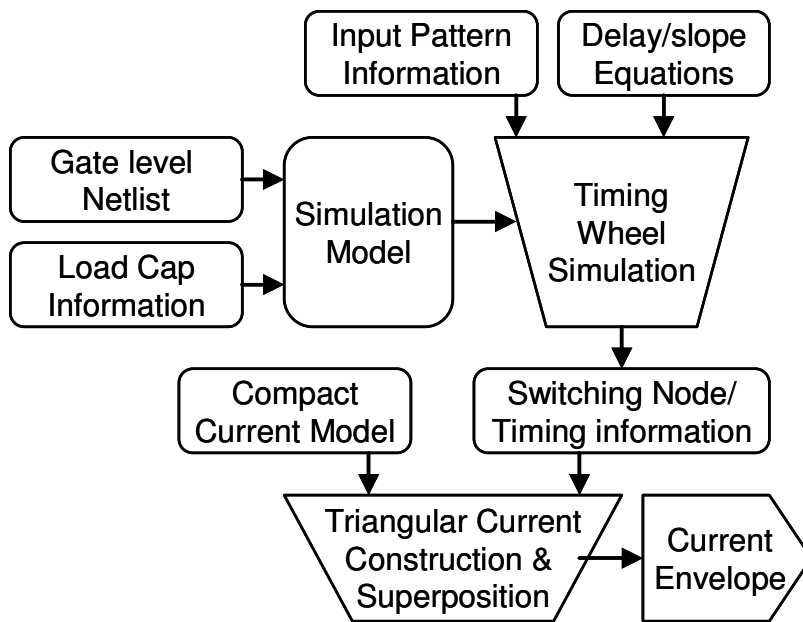 Input Pattern
Information
Delay/slope
Equations
Gate level
Netlist
Load Cap
Information
Simulation
Model
Timing
Wheel
Simulation
Compact
Current Model
Switching Node/
Timing information
Triangular Current
Construction &
Superposition
Current
Envelope